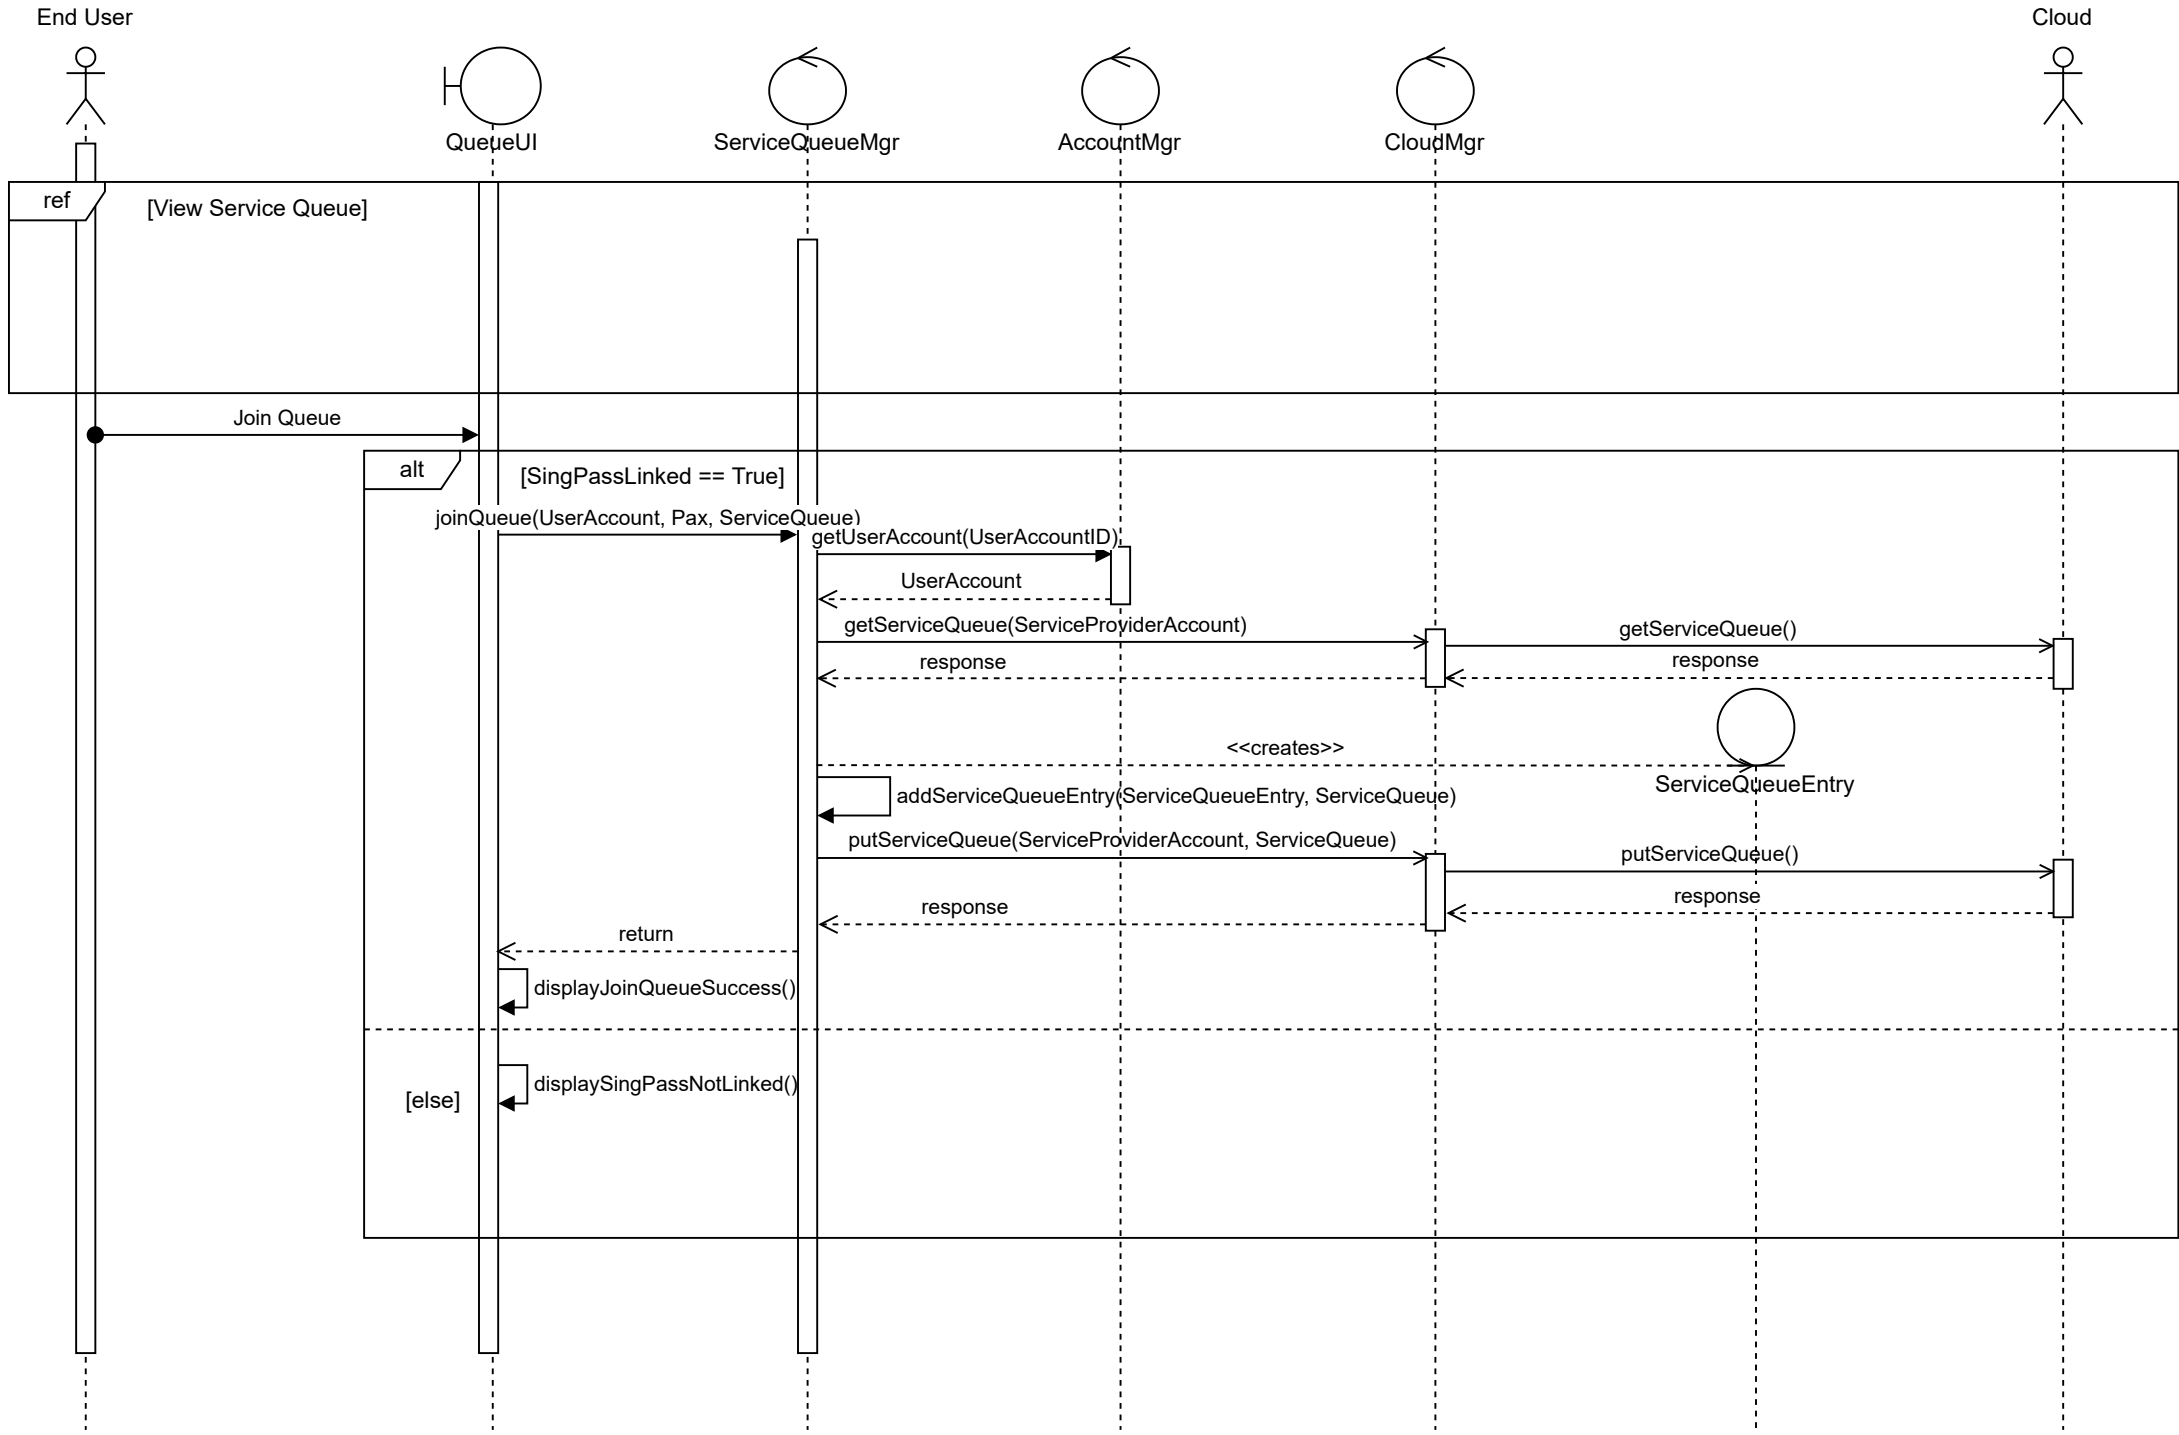 End User
Cloud
QueueUI
ServiceQueueMgr
AccountMgr
CloudMgr
ref
[View Service Queue]
Join Queue
alt
[SingPassLinked == True]
joinQueue(UserAccount, Pax, ServiceQueue)
getUserAccount(UserAccountID)
UserAccount
getServiceQueue(ServiceProviderAccount)
getServiceQueue()
response
response
<<creates>>
ServiceQueueEntry
addServiceQueueEntry(ServiceQueueEntry, ServiceQueue)
putServiceQueue(ServiceProviderAccount, ServiceQueue)
putServiceQueue()
response
response
return
displayJoinQueueSuccess()
displaySingPassNotLinked()
[else]